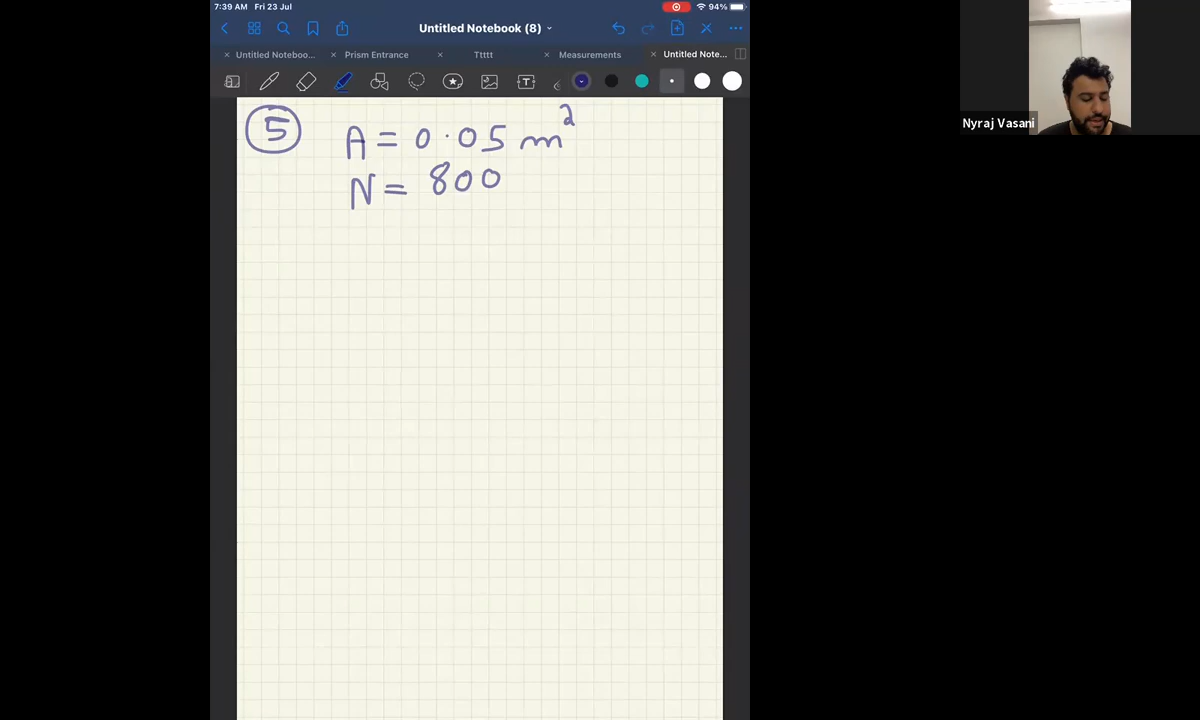 7:39 AM Fri 23 Jul
94%
Untitled Notebook (8)
Untitled Noteboo...
Prism Entrance
Ttttt
Measurements
Untitled Note...
T
Nyraj Vasani
5 A = 0.05 m²
N = 800